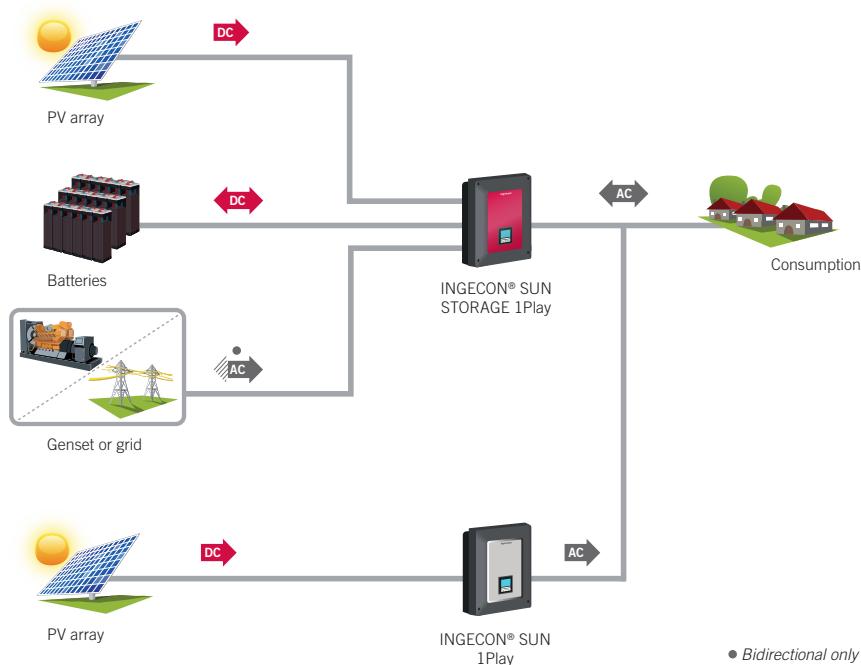 DC
PV array
DC
AC
Batteries
INGECON® SUN
STORAGE 1Play
Consumption
AC
Genset or grid
DC
AC
PV array
INGECON® SUN
1Play
● Bidirectional only